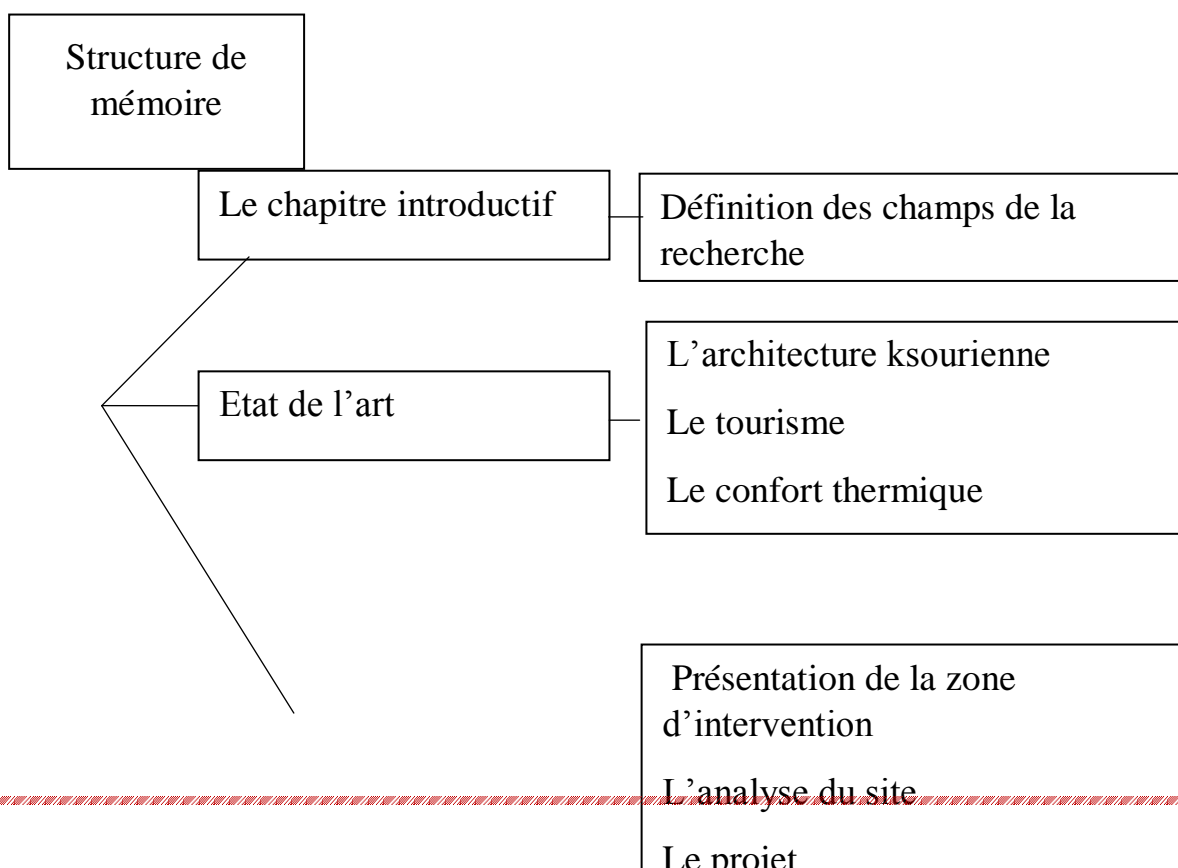 Structure de
mémoire
Le chapitre introductif
Définition des champs de la
recherche
Etat de l’art
L’architecture ksourienne
Le tourisme
Le confort thermique
Présentation de la zone
d’intervention
L’analyse du site
Le projet